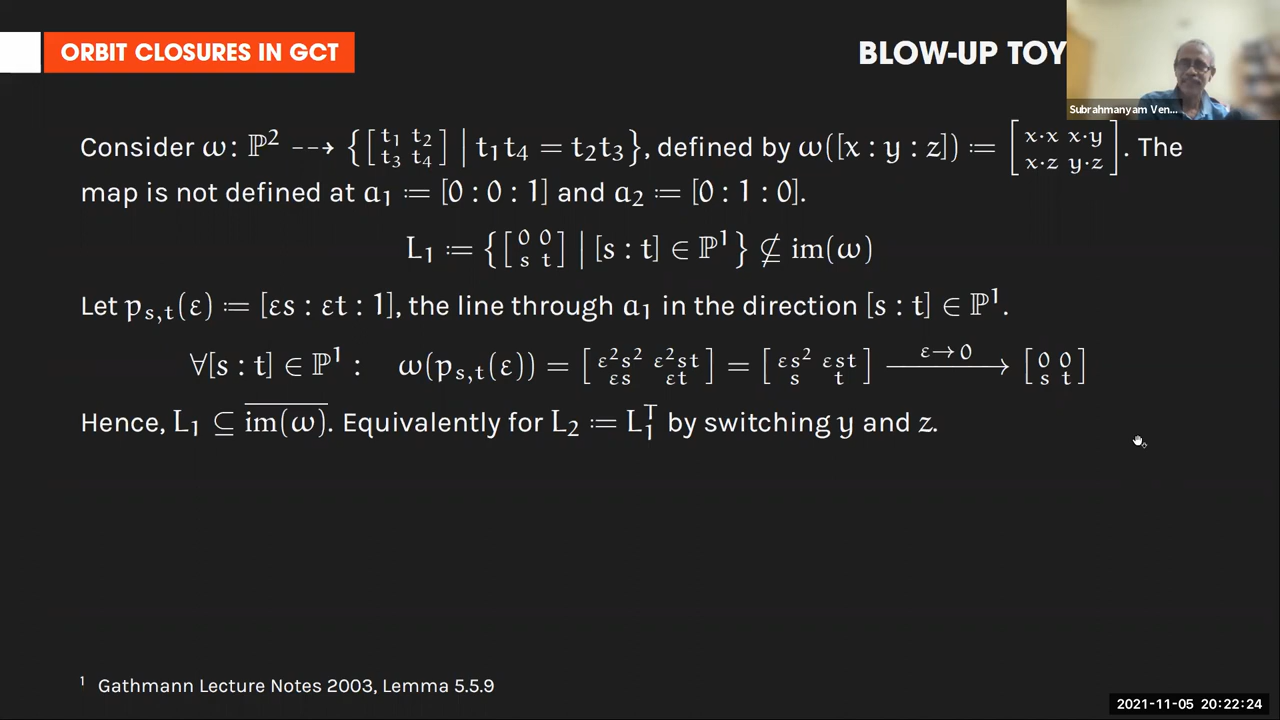 ORBIT CLOSURES IN GCT
BLOW-UP TOY
Subrahmanyam Ven...
Consider ω: ℙ² ⇢ {[t₁ t₂; t₃ t₄] | t₁t₄ = t₂t₃}, defined by ω([x : y : z]) := [x·x x·y; x·z y·z]. The
map is not defined at a₁ := [0 : 0 : 1] and a₂ := [0 : 1 : 0].
L₁ := {[0 0; s t] | [s : t] ∈ ℙ¹} ⊈ im(ω)
Let pₛ,ₜ(ε) := [εs : εt : 1], the line through a₁ in the direction [s : t] ∈ ℙ¹.
∀[s : t] ∈ ℙ¹ : ω(pₛ,ₜ(ε)) = [ε²s² ε²st; εs εt] = [εs² εst; s t] ε→0 ⟶ [0 0; s t]
Hence, L₁ ⊆ \overline{im(ω)}. Equivalently for L₂ := L₁ᵀ by switching y and z.
¹ Gathmann Lecture Notes 2003, Lemma 5.5.9
2021-11-05 20:22:24